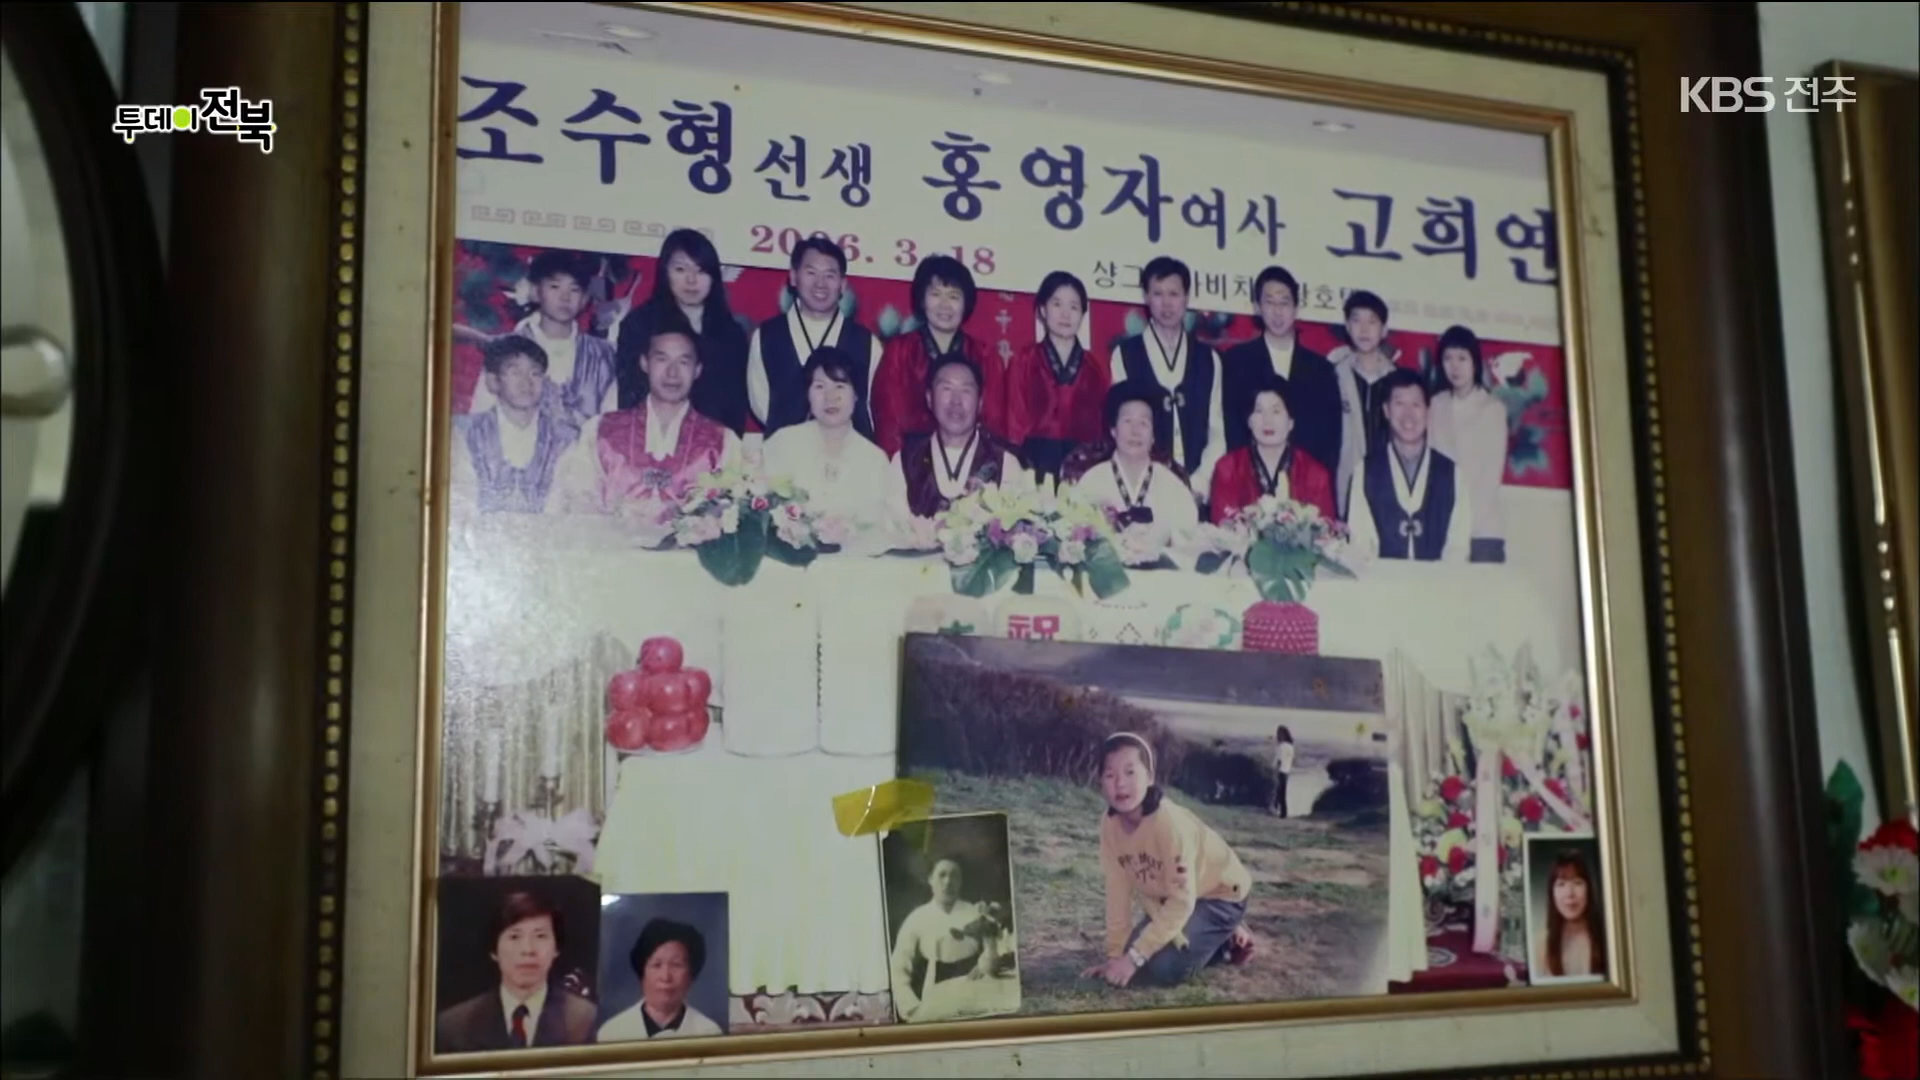 투데이 전북
KBS 전주
조수형 선생 홍영자 여사 고희연
2006. 3. 18
祝